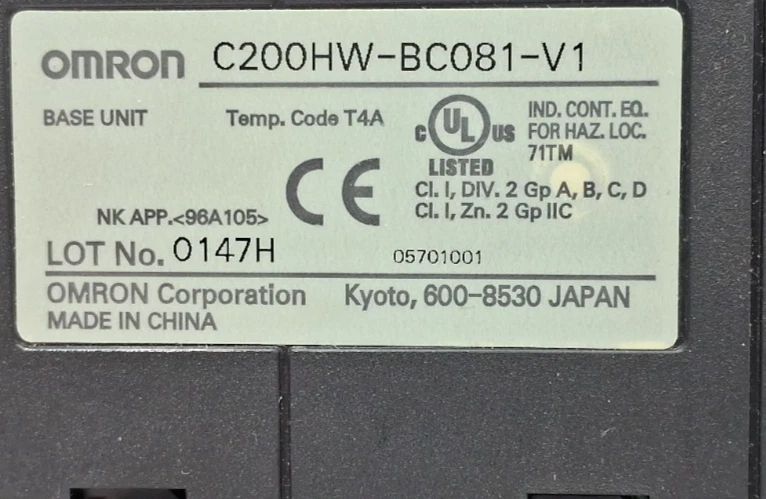 OMRON C200HW-BC081-V1
BASE UNIT Temp. Code T4A
C UL US LISTED
IND. CONT. EQ.
FOR HAZ. LOC.
71TM
CE
Cl. I, DIV. 2 Gp A, B, C, D
Cl. I, Zn. 2 Gp IIC
NK APP.<96A105>
LOT No. 0147H 05701001
OMRON Corporation Kyoto, 600-8530 JAPAN
MADE IN CHINA